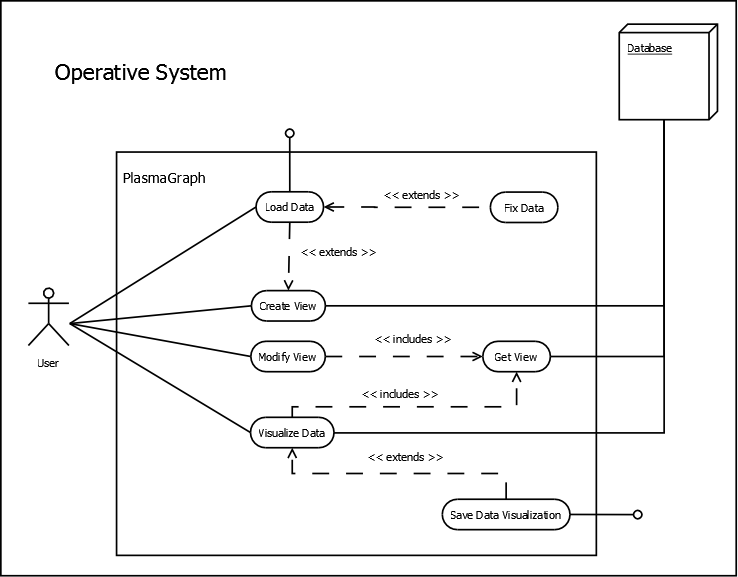 Database
Operative System
PlasmaGraph
Load Data
<< extends >>
Fix Data
<< extends >>
Create View
User
Modify View
<< includes >>
Get View
<< includes >>
Visualize Data
<< extends >>
Save Data Visualization